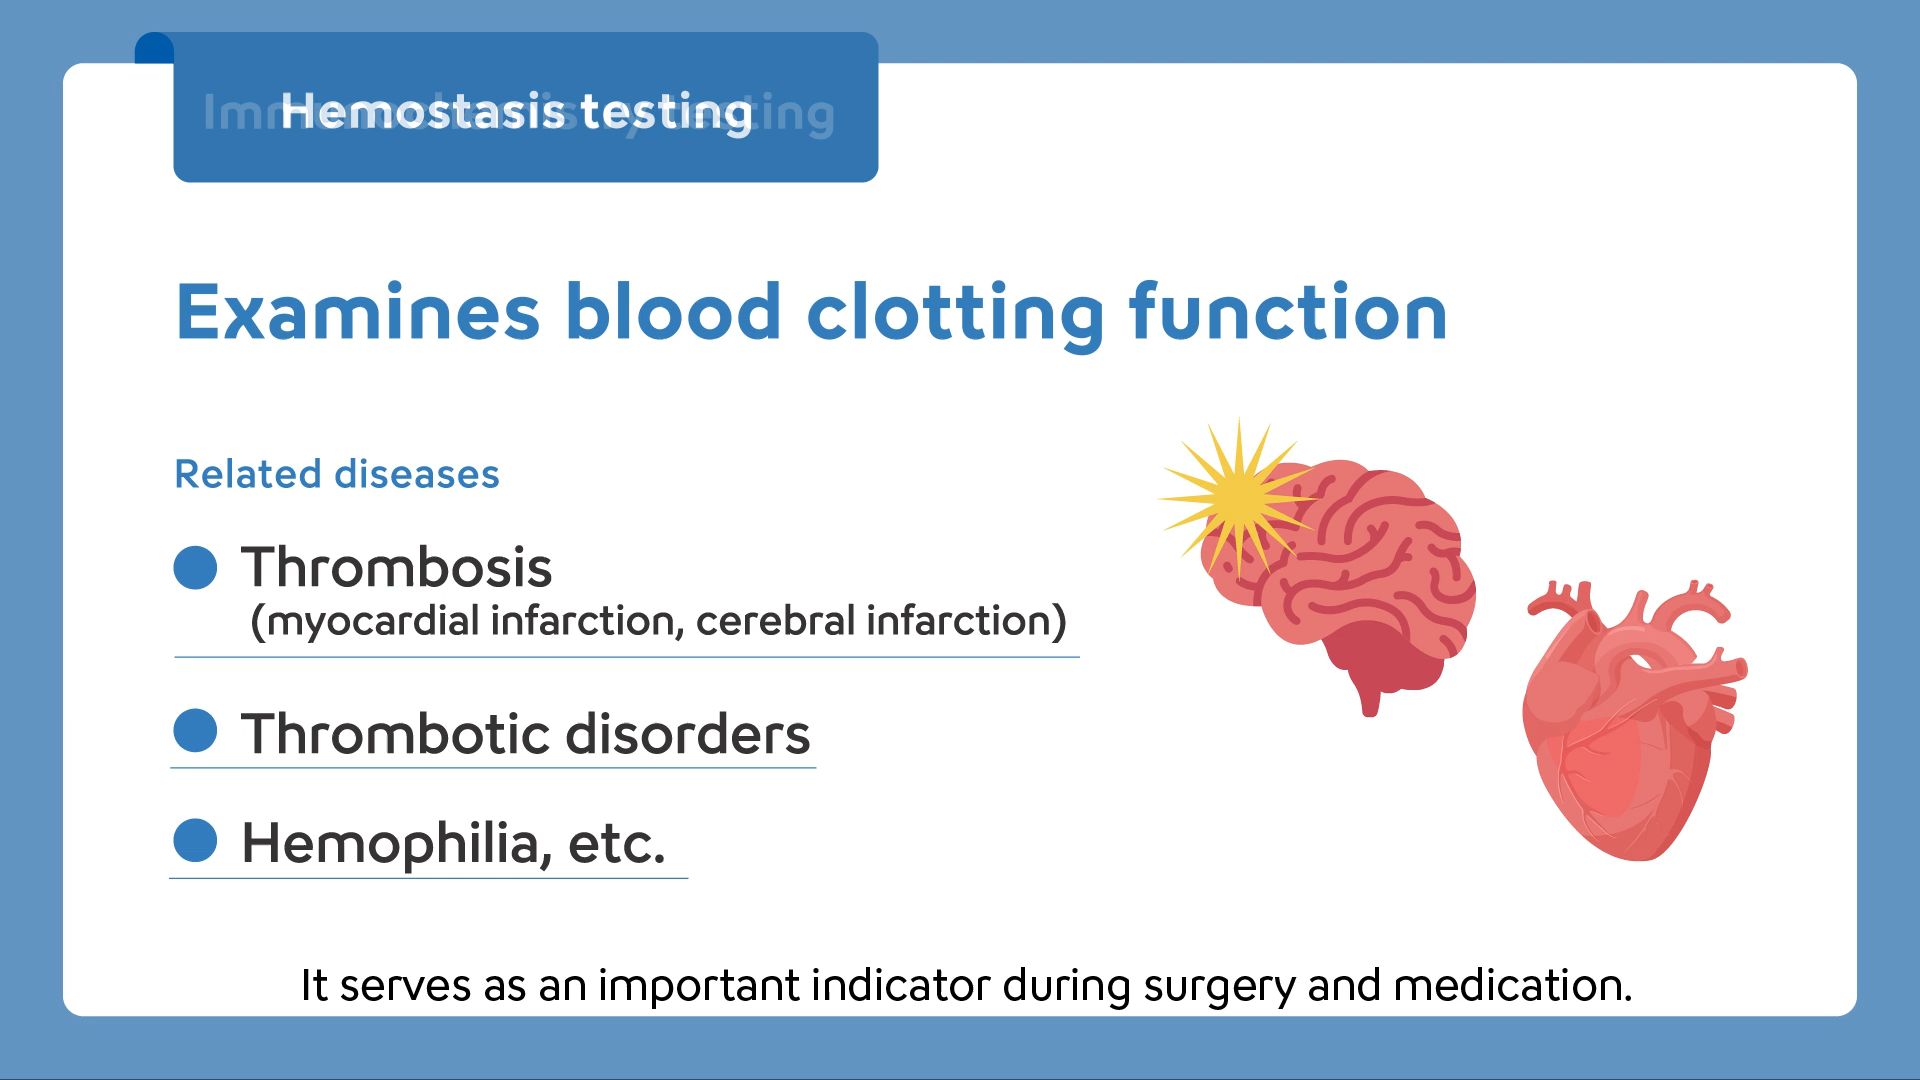 Hemostasis testing
Examines blood clotting function
Related diseases
Thrombosis
(myocardial infarction, cerebral infarction)
Thrombotic disorders
Hemophilia, etc.
It serves as an important indicator during surgery and medication.